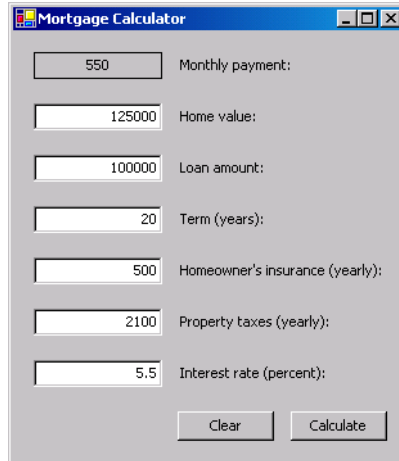 Mortgage Calculator
550 Monthly payment:
125000 Home value:
100000 Loan amount:
20 Term (years):
500 Homeowner's insurance (yearly):
2100 Property taxes (yearly):
5.5 Interest rate (percent):
Clear Calculate